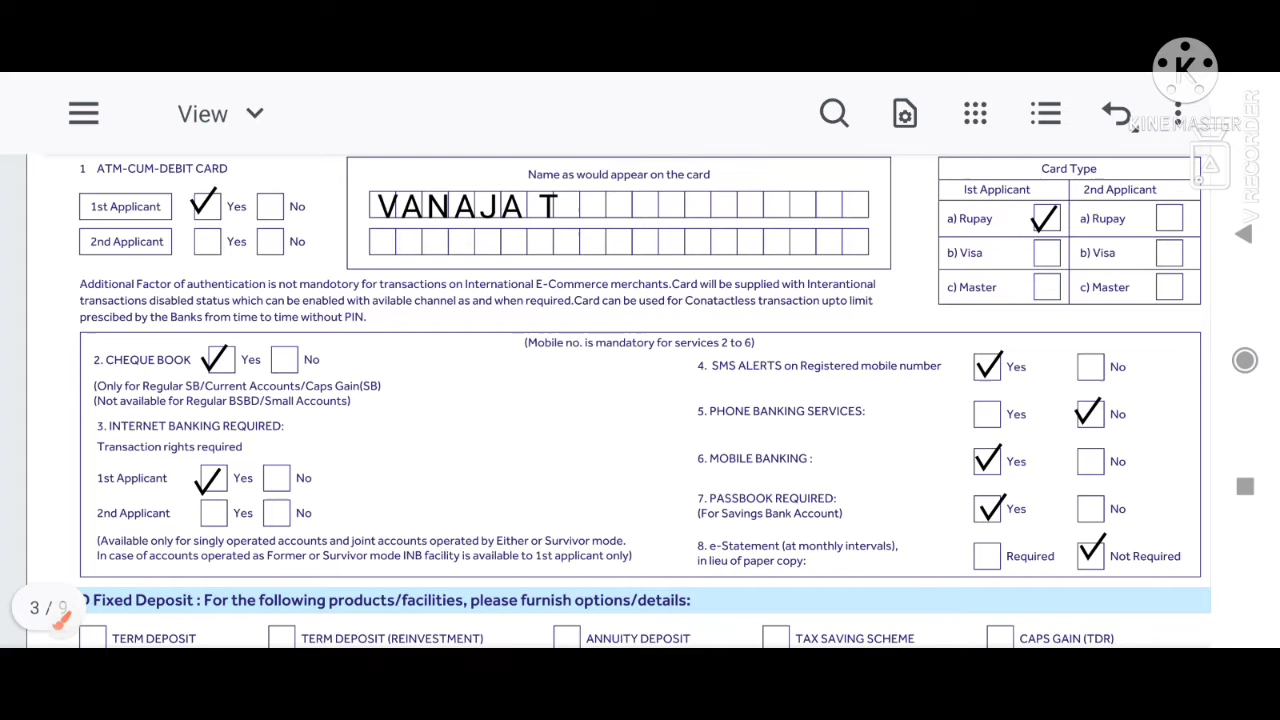 View
KINEMASTER
V RECORDER
1 ATM-CUM-DEBIT CARD
Name as would appear on the card
Card Type
1st Applicant Yes No
VANAJA T
Ist Applicant 2nd Applicant
a) Rupay a) Rupay
2nd Applicant Yes No
b) Visa b) Visa
c) Master c) Master
Additional Factor of authentication is not mandatory for transactions on International E-Commerce merchants.Card will be supplied with Interantional
transactions disabled status which can be enabled with avilable channel as and when required.Card can be used for Conatactless transaction upto limit
prescibed by the Banks from time to time without PIN.
(Mobile no. is mandatory for services 2 to 6)
2. CHEQUE BOOK Yes No
(Only for Regular SB/Current Accounts/Caps Gain(SB)
(Not available for Regular BSBD/Small Accounts)
3. INTERNET BANKING REQUIRED:
Transaction rights required
1st Applicant Yes No
2nd Applicant Yes No
(Available only for singly operated accounts and joint accounts operated by Either or Survivor mode.
In case of accounts operated as Former or Survivor mode INB facility is available to 1st applicant only)
4. SMS ALERTS on Registered mobile number Yes No
5. PHONE BANKING SERVICES: Yes No
6. MOBILE BANKING : Yes No
7. PASSBOOK REQUIRED: Yes No
(For Savings Bank Account)
8. e-Statement (at monthly intervals), Required Not Required
in lieu of paper copy:
3 / 9
D Fixed Deposit : For the following products/facilities, please furnish options/details:
TERM DEPOSIT TERM DEPOSIT (REINVESTMENT) ANNUITY DEPOSIT TAX SAVING SCHEME CAPS GAIN (TDR)